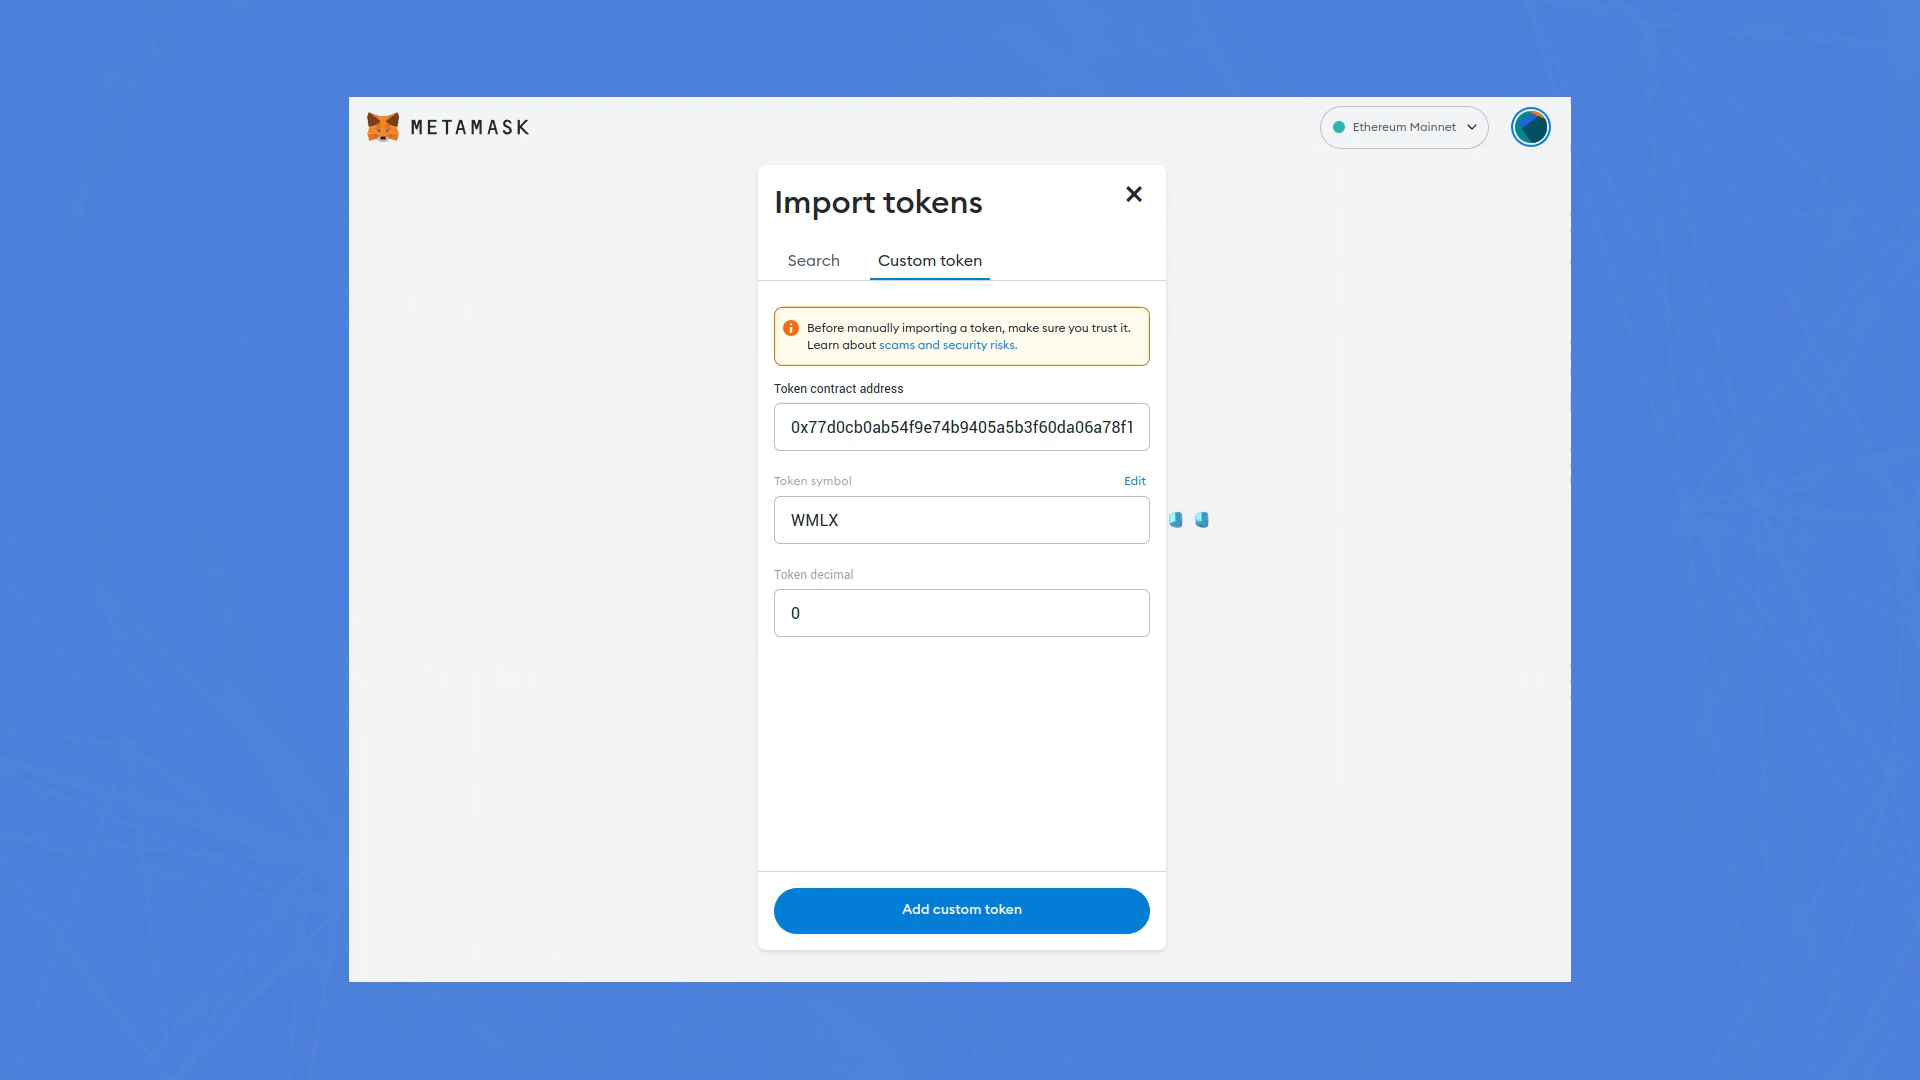 METAMASK
Ethereum Mainnet
Import tokens
Search
Custom token
Before manually importing a token, make sure you trust it.
Learn about scams and security risks.
Token contract address
0x77d0cb0ab54f9e74b9405a5b3f60da06a78f1
Token symbol
Edit
WMLX
Token decimal
0
Add custom token